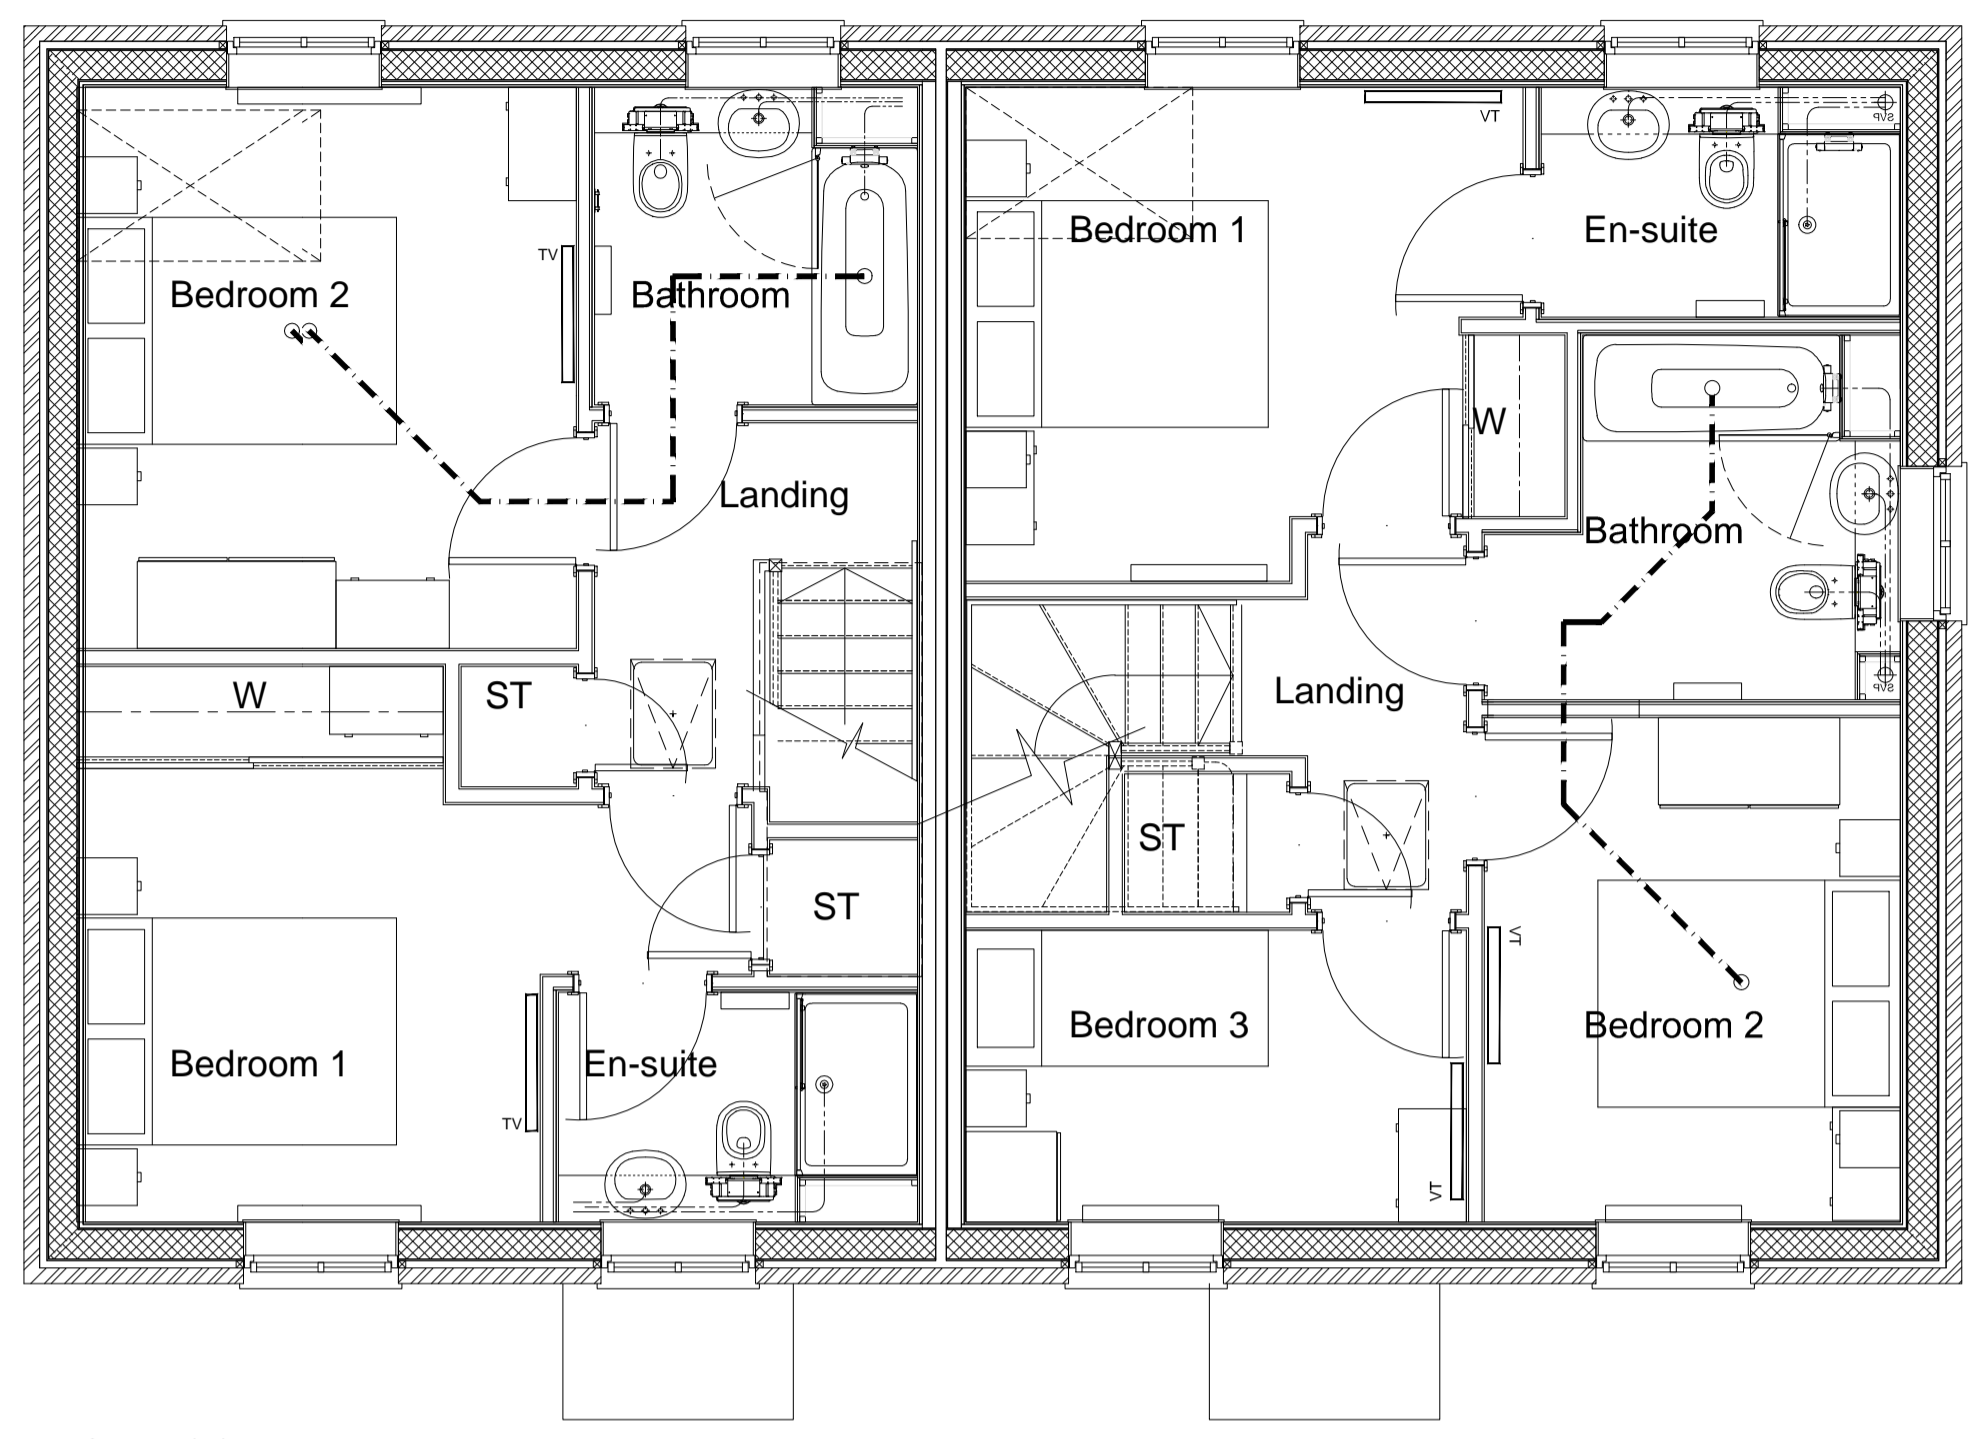 VT
SVP
Bedroom 1
En-suite
TV
Bedroom 2
Bathroom
W
Landing
Bathroom
SVP
W
ST
Landing
ST
ST
VT
Bedroom 3
Bedroom 2
Bedroom 1
En-suite
TV
VT